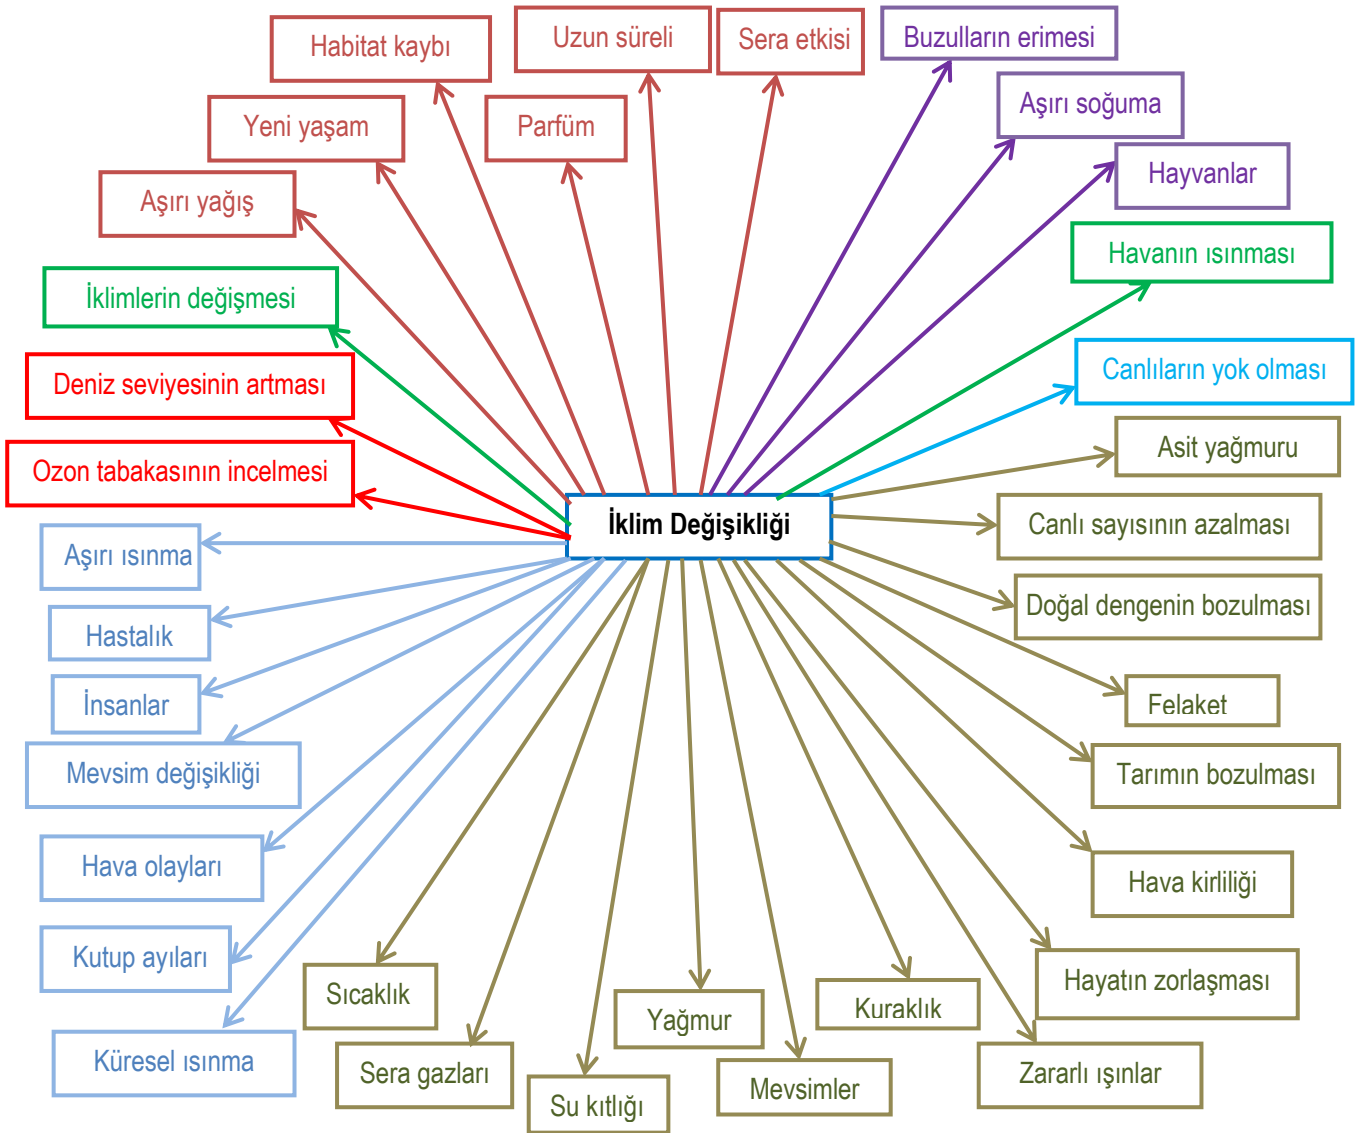 Habitat kaybı
Uzun süreli
Sera etkisi
Buzulların erimesi
Yeni yaşam
Parfüm
Aşırı soğuma
Aşırı yağış
Hayvanlar
İklimlerin değişmesi
Havanın ısınması
Deniz seviyesinin artması
Canlıların yok olması
Ozon tabakasının incelmesi
Asit yağmuru
İklim Değişikliği
Canlı sayısının azalması
Aşırı ısınma
Doğal dengenin bozulması
Hastalık
İnsanlar
Felaket
Mevsim değişikliği
Tarımın bozulması
Hava olayları
Hava kirliliği
Kutup ayıları
Sıcaklık
Yağmur
Kuraklık
Hayatın zorlaşması
Küresel ısınma
Sera gazları
Su kıtlığı
Mevsimler
Zararlı ışınlar